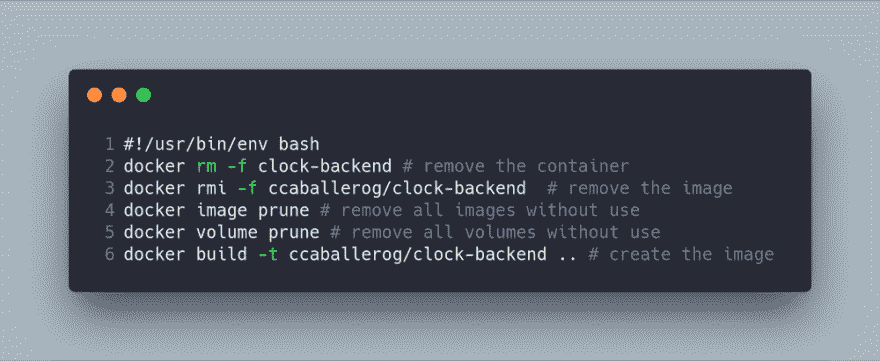 1 #!/usr/bin/env bash
2 docker rm -f clock-backend # remove the container
3 docker rmi -f ccaballerog/clock-backend  # remove the image
4 docker image prune # remove all images without use
5 docker volume prune # remove all volumes without use
6 docker build -t ccaballerog/clock-backend .. # create the image